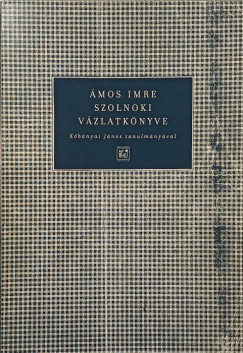 ÁMOS IMRE
SZOLNOKI
VÁZLATKÖNYVE
Kőbányai János tanulmányával